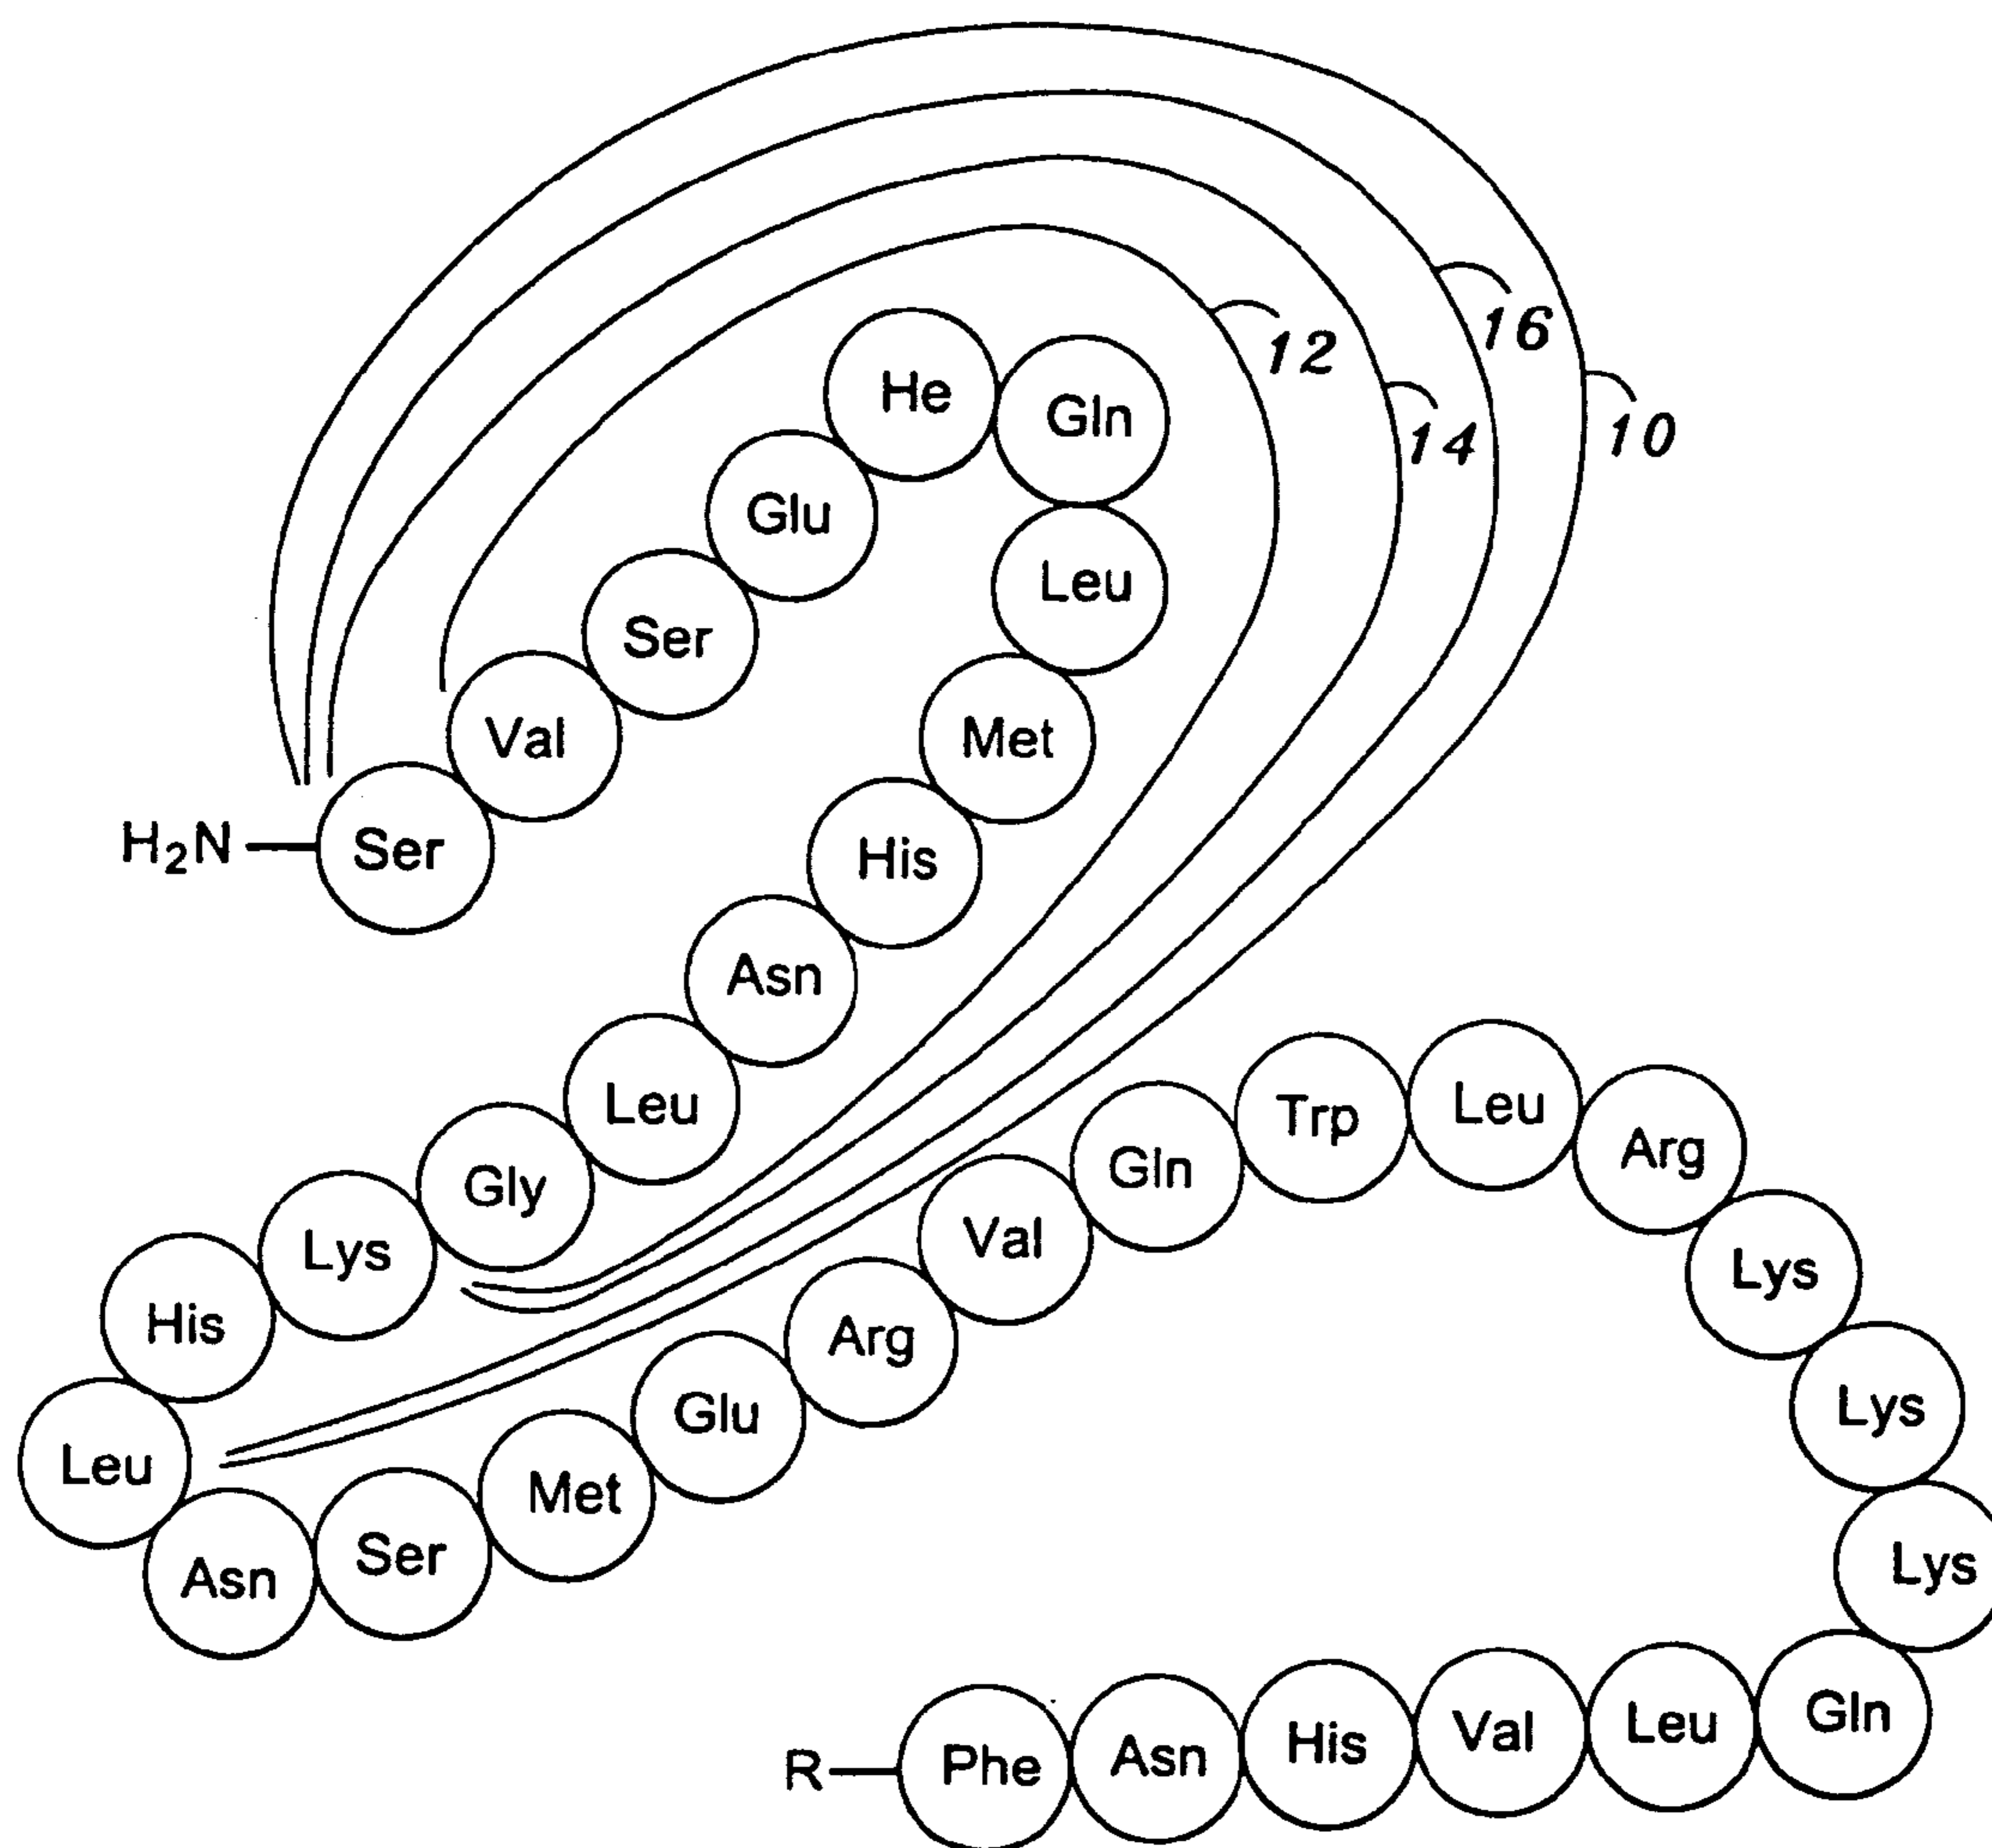 H₂N
Ser
Val
Ser
Glu
He
Gln
Leu
Met
His
Asn
Leu
Gly
Lys
His
Leu
Asn
Ser
Met
Glu
Arg
Val
Gln
Trp
Leu
Arg
Lys
Lys
Lys
Gln
Leu
Val
His
Asn
Phe
R
12
14
16
10